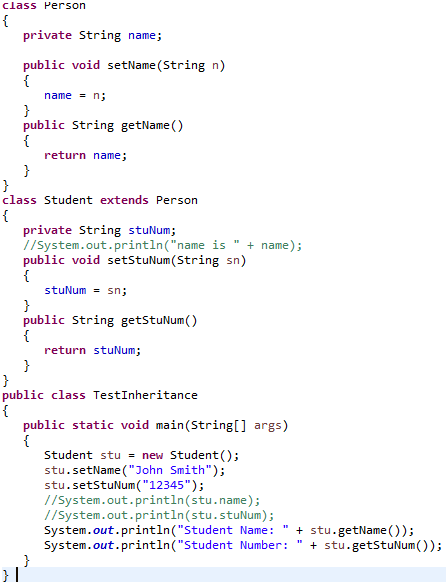 class Person
{
private String name;
public void setName(String n)
{
name = n;
}
public String getName()
{
return name;
}
}
class Student extends Person
{
private String stuNum;
//System.out.println("name is " + name);
public void setStuNum(String sn)
{
stuNum = sn;
}
public String getStuNum()
{
return stuNum;
}
}
public class TestInheritance
{
public static void main(String[] args)
{
Student stu = new Student();
stu.setName("John Smith");
stu.setStuNum("12345");
//System.out.println(stu.name);
//System.out.println(stu.stuNum);
System.out.println("Student Name: " + stu.getName());
System.out.println("Student Number: " + stu.getStuNum());
}
}